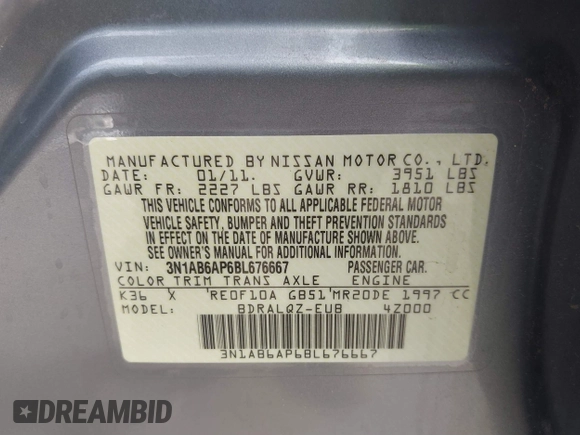 MANUFACTURED BY NISSAN MOTOR CO., LTD.
DATE: 01/11. GVWR: 3951 LBS
GAWR FR: 2227 LBS GAWR RR: 1810 LBS
THIS VEHICLE CONFORMS TO ALL APPLICABLE FEDERAL MOTOR
VEHICLE SAFETY, BUMPER AND THEFT PREVENTION STANDARDS
IN EFFECT ON THE DATE OF MANUFACTURE SHOWN ABOVE.
SEE OWNER'S MANUAL FOR ADDITIONAL INFORMATION.
VIN: 3N1AB6AP6BL676667 PASSENGER CAR.
COLOR TRIM TRANS AXLE ENGINE
K36 X 'RE0F10A GB51'MR20DE 1997 CC
MODEL: BDRALQZ-EUB 4Z000
3N1AB6AP6BL676667
DREAMBID